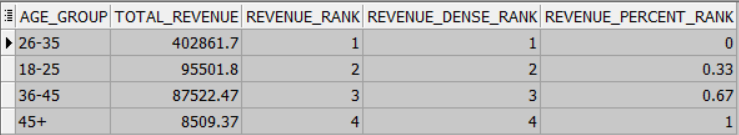 AGE_GROUP TOTAL_REVENUE REVENUE_RANK REVENUE_DENSE_RANK REVENUE_PERCENT_RANK
26-35 402861.7 1 1 0
18-25 95501.8 2 2 0.33
36-45 87522.47 3 3 0.67
45+ 8509.37 4 4 1